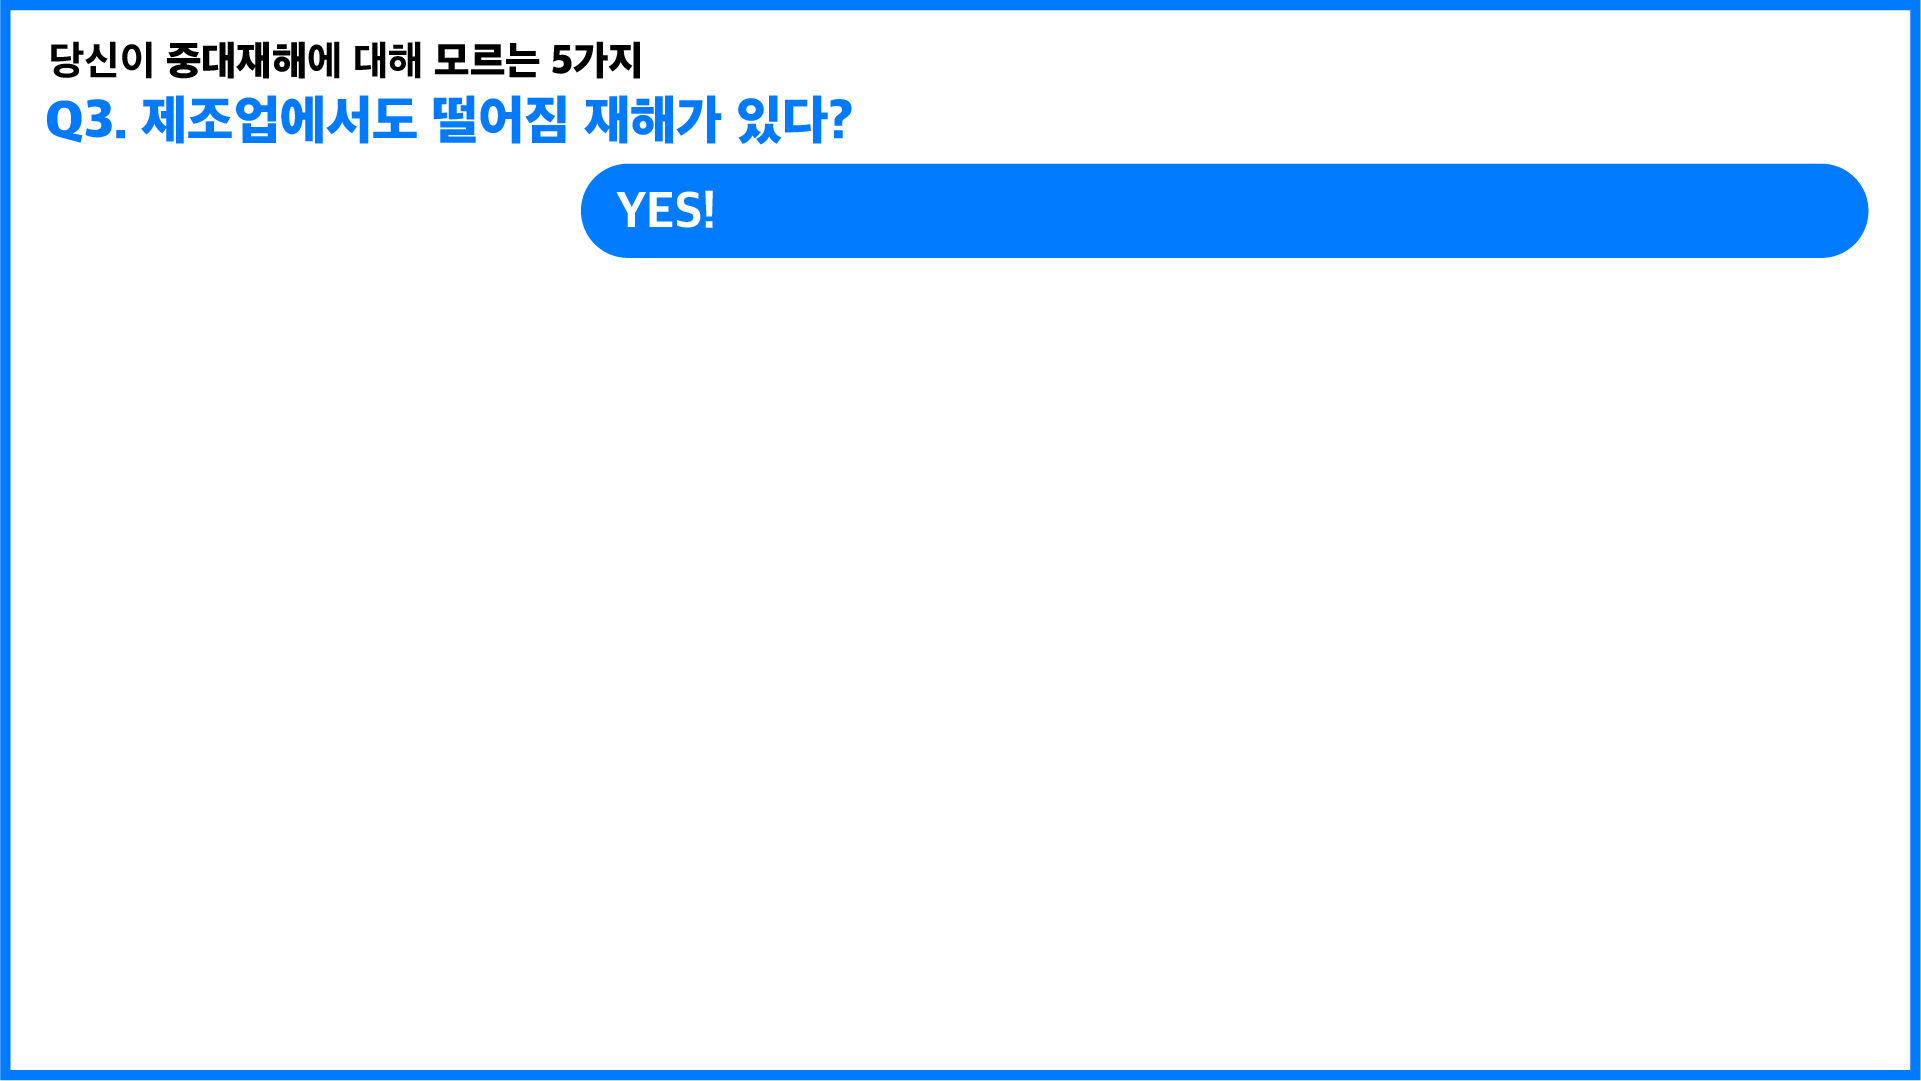 당신이 중대재해에 대해 모르는 5가지
Q3. 제조업에서도 떨어짐 재해가 있다?
YES!